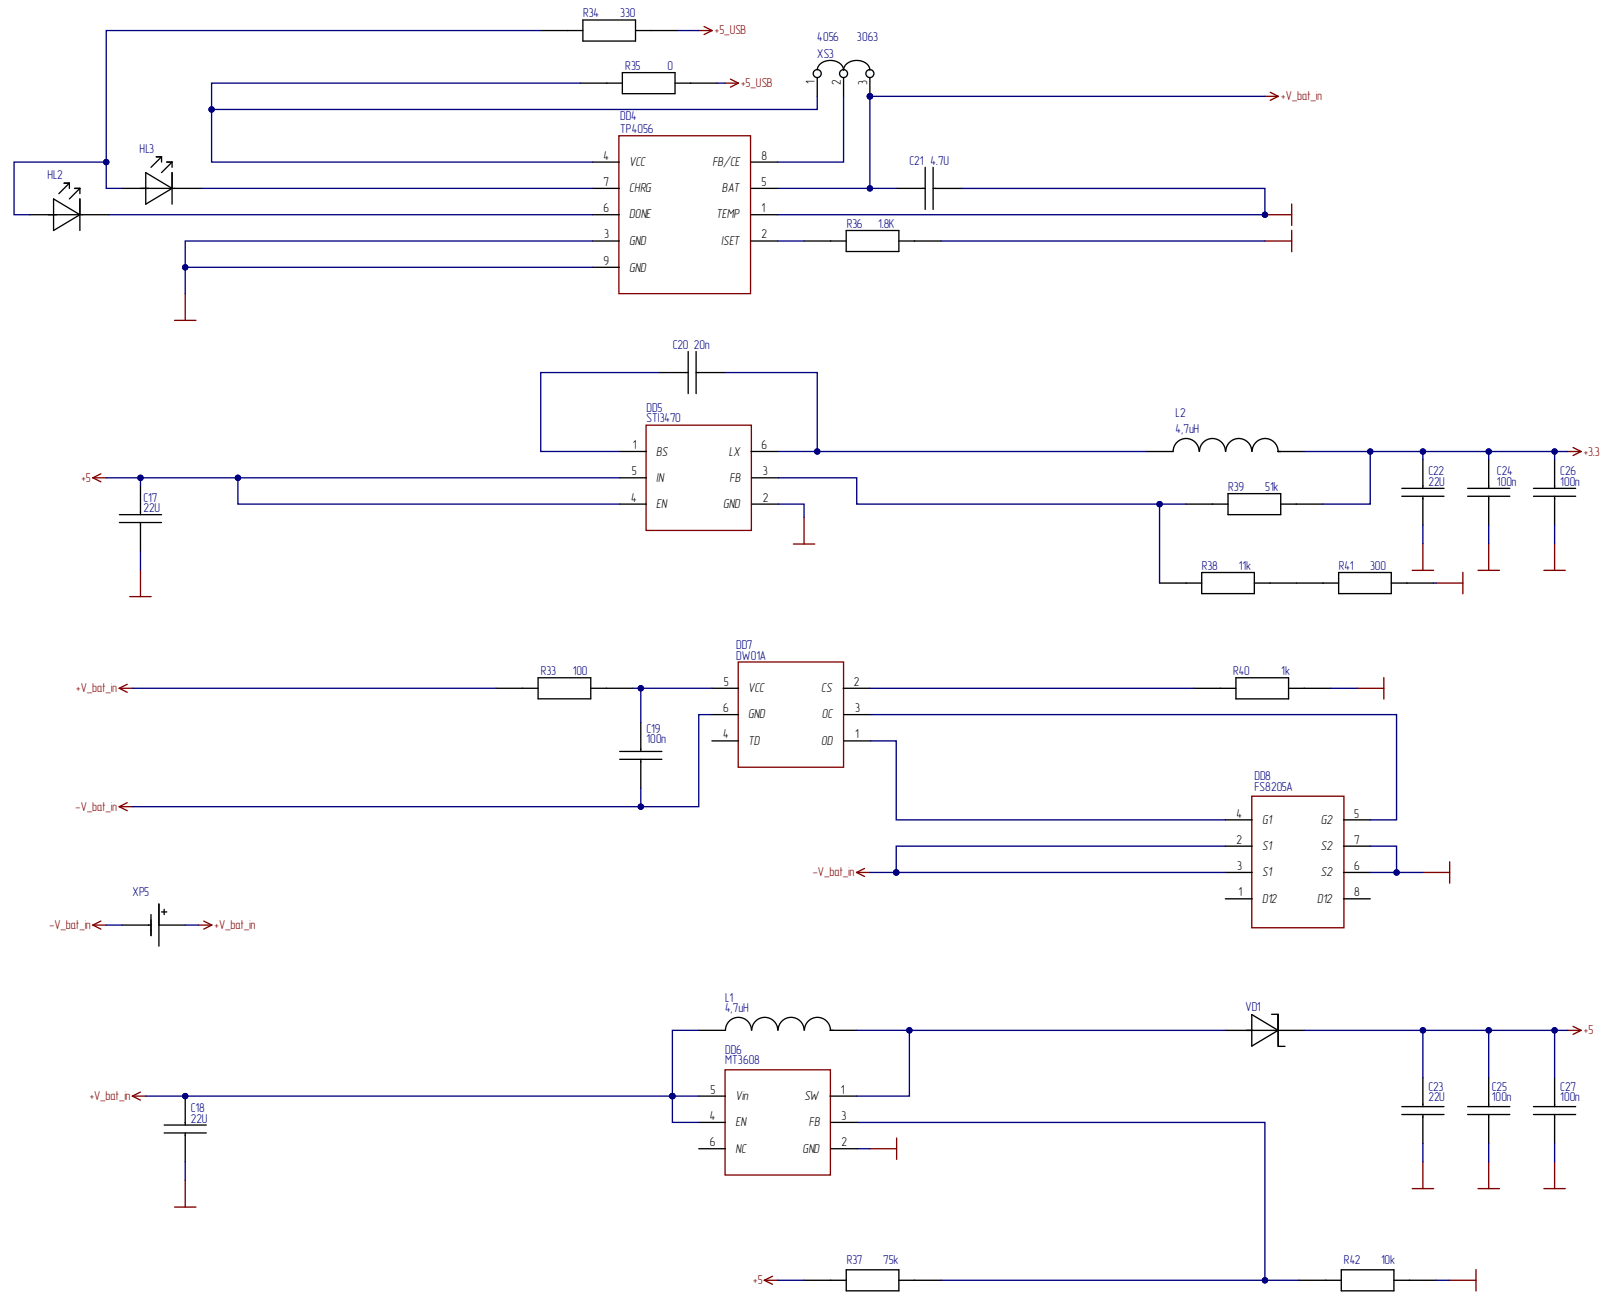 R34 330
+5_USB
4056 3063
XS3
R35 0
+5_USB
1 2 3
+V_bat_in
DD4
TP4056
HL3
HL2
4 VCC FB/CE 8
7 CHRG BAT 5
6 DONE TEMP 1
3 GND ISET 2
9 GND
C21 4.7U
R36 1.8K
C20 20n
DD5
STI3470
1 BS LX 6
5 IN FB 3
4 EN GND 2
+5
C17
22U
L2
4,7uH
+3.3
R39 51k
C22
22U
C24
100n
C26
100n
R38 11k
R41 300
DD7
DW01A
+V_bat_in
R33 100
5 VCC CS 2
6 GND OC 3
4 TD OD 1
R40 1k
C19
100n
-V_bat_in
DD8
FS8205A
4 G1 G2 5
2 S1 S2 7
3 S1 S2 6
1 D12 D12 8
-V_bat_in
XP5
-V_bat_in + +V_bat_in
L1
4,7uH
VD1
+5
DD6
MT3608
+V_bat_in
5 Vin SW 1
4 EN FB 3
6 NC GND 2
C18
22U
C23
22U
C25
100n
C27
100n
+5
R37 75k
R42 10k